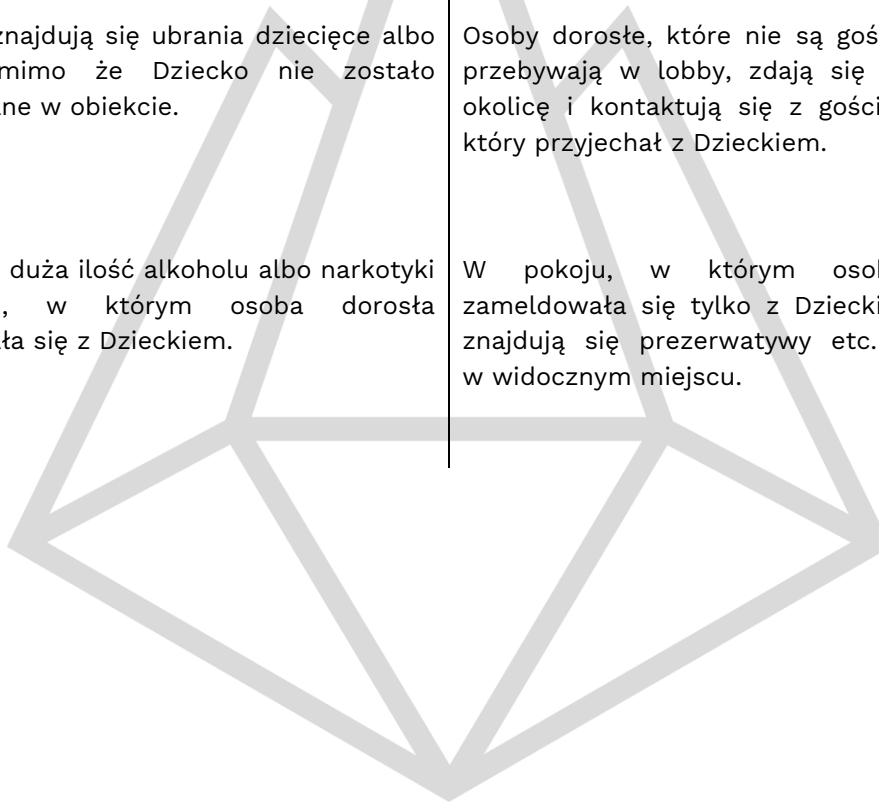 znajdują się ubrania dziecięce albo
mimo że Dziecko nie zostało
ne w obiekcie.
Osoby dorosłe, które nie są goś
przebywają w lobby, zdają się
okolicę i kontaktują się z gości
który przyjechał z Dzieckiem.
duża ilość alkoholu albo narkotyki
, w którym osoba dorosła
ła się z Dzieckiem.
W pokoju, w którym osob
zameldowała się tylko z Dziecki
znajdują się prezerwatywy etc.
w widocznym miejscu.